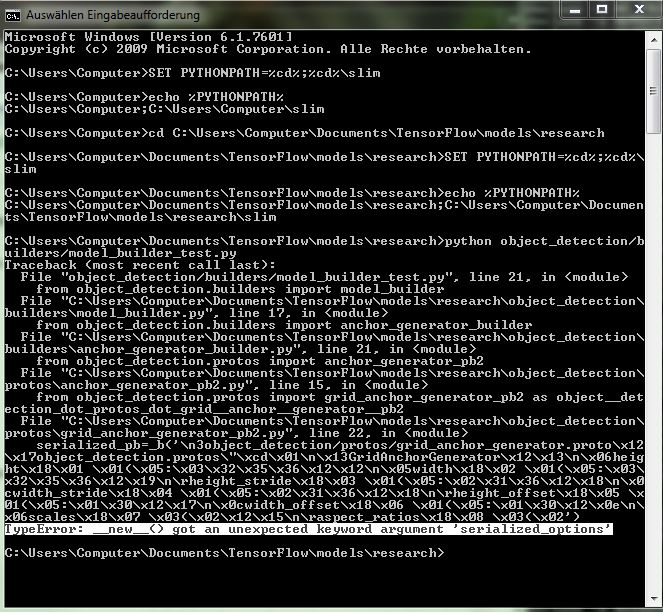 Auswählen Eingabeaufforderung
Microsoft Windows [Version 6.1.7601]
Copyright (c) 2009 Microsoft Corporation. Alle Rechte vorbehalten.
C:\Users\Computer>SET PYTHONPATH=%cd%;%cd%\slim
C:\Users\Computer>echo %PYTHONPATH%
C:\Users\Computer;C:\Users\Computer\slim
C:\Users\Computer>cd C:\Users\Computer\Documents\TensorFlow\models\research
C:\Users\Computer\Documents\TensorFlow\models\research>SET PYTHONPATH=%cd%;%cd%\
slim
C:\Users\Computer\Documents\TensorFlow\models\research>echo %PYTHONPATH%
C:\Users\Computer\Documents\TensorFlow\models\research;C:\Users\Computer\Documen
ts\TensorFlow\models\research\slim
C:\Users\Computer\Documents\TensorFlow\models\research>python object_detection/b
uilders/model_builder_test.py
Traceback (most recent call last):
  File "object_detection/builders/model_builder_test.py", line 21, in <module>
    from object_detection.builders import model_builder
  File "C:\Users\Computer\Documents\TensorFlow\models\research\object_detection\
builders\model_builder.py", line 17, in <module>
    from object_detection.builders import anchor_generator_builder
  File "C:\Users\Computer\Documents\TensorFlow\models\research\object_detection\
builders\anchor_generator_builder.py", line 21, in <module>
    from object_detection.protos import anchor_generator_pb2
  File "C:\Users\Computer\Documents\TensorFlow\models\research\object_detection\
protos\anchor_generator_pb2.py", line 15, in <module>
    from object_detection.protos import grid_anchor_generator_pb2 as object__det
ection_dot_protos_dot_grid__anchor__generator__pb2
  File "C:\Users\Computer\Documents\TensorFlow\models\research\object_detection\
protos\grid_anchor_generator_pb2.py", line 22, in <module>
    serialized_pb=_b('\n3object_detection/protos/grid_anchor_generator.proto\x12
\x17object_detection.protos\"\xcd\x01\n\x13GridAnchorGenerator\x12\x13\n\x06heig
ht\x18\x01 \x01(\x05:\x03\x32\x35\x36\x12\x12\n\x05width\x18\x02 \x01(\x05:\x03\
x32\x35\x36\x12\x19\n\rheight_stride\x18\x03 \x01(\x05:\x02\x31\x36\x12\x18\n\x0
cwidth_stride\x18\x04 \x01(\x05:\x02\x31\x36\x12\x18\n\rheight_offset\x18\x05 \x
01(\x05:\x01\x30\x12\x17\n\x0cwidth_offset\x18\x06 \x01(\x05:\x01\x30\x12\x0e\n\
x06scales\x18\x07 \x03(\x02\x12\x15\n\raspect_ratios\x18\x08 \x03(\x02')
TypeError: __new__() got an unexpected keyword argument 'serialized_options'
C:\Users\Computer\Documents\TensorFlow\models\research>